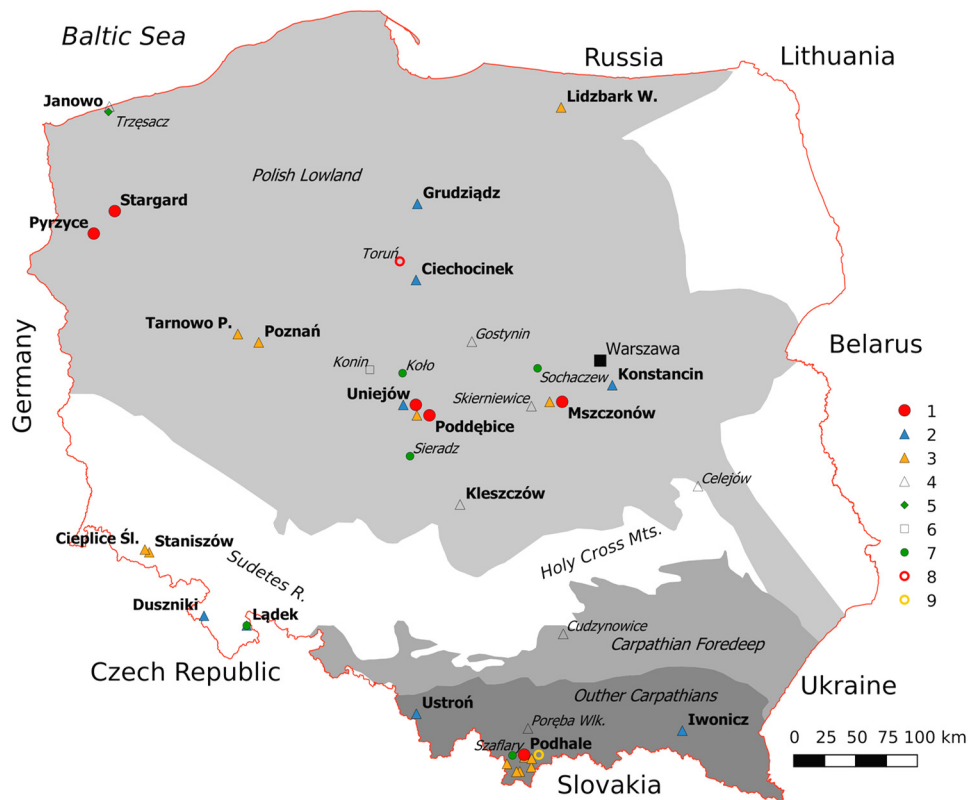 Baltic Sea
Russia
Lithuania
Janowo
Trzęsacz
Lidzbark W.
Polish Lowland
Stargard
Grudziądz
Pyrzyce
Toruń
Ciechocinek
Germany
Tarnowo P.
Poznań
Gostynin
Warszawa
Belarus
Konin
Koło
Sochaczew
Konstancin
Uniejów
Skierniewice
Mszczonów
Poddębice
Sieradz
Kleszczów
Celejów
1
2
3
4
5
6
7
8
9
Cieplice Śl.
Staniszów
Sudetes R.
Holy Cross Mts.
Duszniki
Lądek
Cudzynowice
Carpathian Foredeep
Czech Republic
Ukraine
Outher Carpathians
Ustroń
Poręba Wlk.
Iwonicz
Szaflary
Podhale
Slovakia
0 25 50 75 100 km